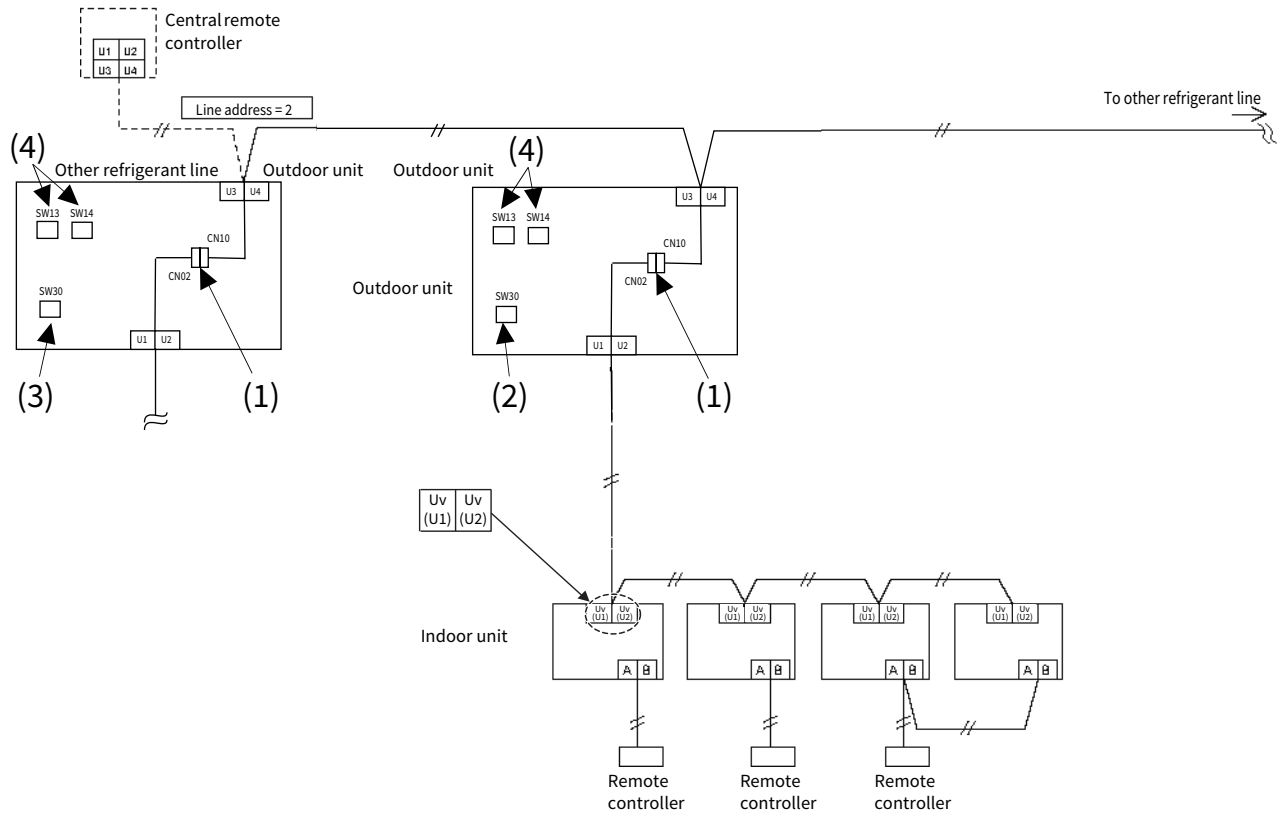 Central remote
controller
U1 U2
U3 U4
Line address = 2
To other refrigerant line
(4)
Other refrigerant line
Outdoor unit
Outdoor unit
(4)
U3 U4
U3 U4
SW13 SW14
SW13 SW14
CN10
CN10
CN02
CN02
Outdoor unit
SW30
SW30
U1 U2
U1 U2
(3)
(1)
(2)
(1)
Uv Uv
(U1) (U2)
Uv Uv
(U1) (U2)
Uv Uv
(U1) (U2)
Uv Uv
(U1) (U2)
Uv Uv
(U1) (U2)
Indoor unit
A B
A B
A B
A B
Remote
controller
Remote
controller
Remote
controller